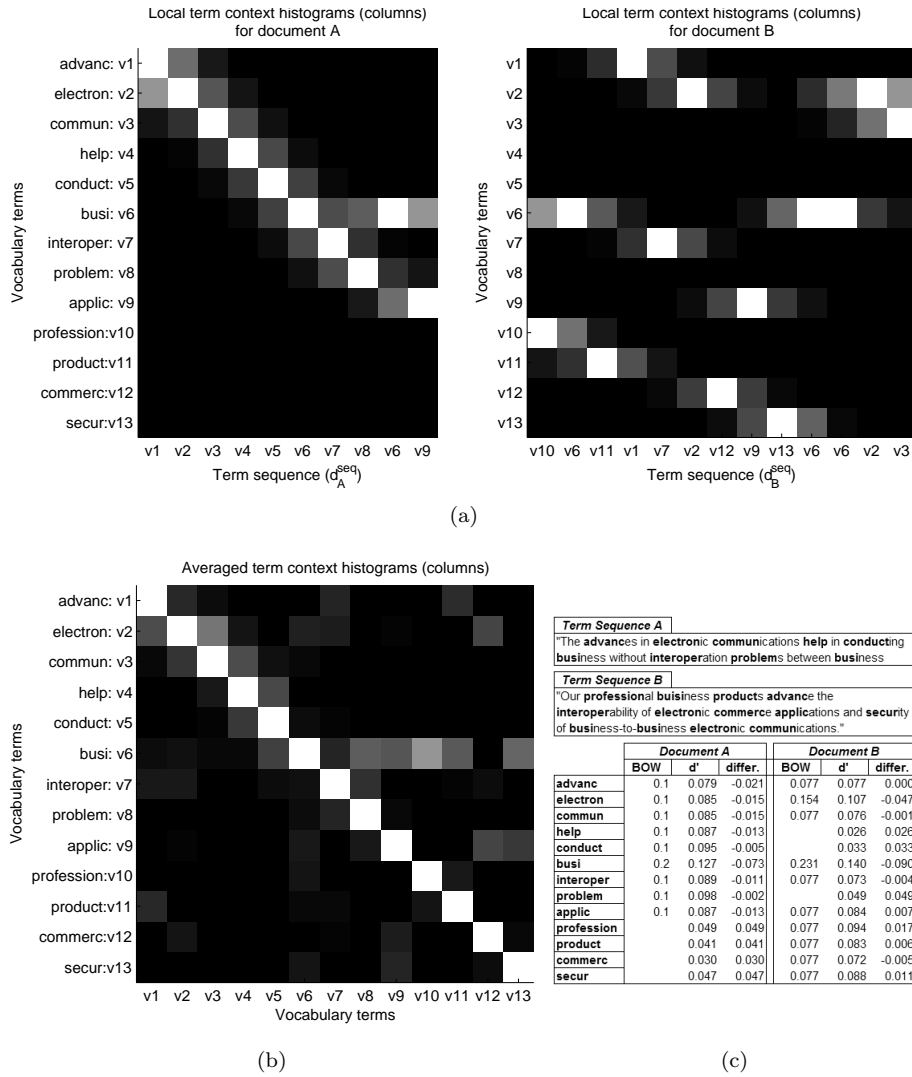 Local term context histograms (columns)
for document A
Local term context histograms (columns)
for document B
Vocabulary terms
advanc: v1
electron: v2
commun: v3
help: v4
conduct: v5
busi: v6
interoper: v7
problem: v8
applic: v9
profession:v10
product:v11
commerc:v12
secur:v13
v1 v2 v3 v4 v5 v6 v7 v8 v6 v9
Term sequence (d_A^seq)
Vocabulary terms
v1
v2
v3
v4
v5
v6
v7
v8
v9
v10
v11
v12
v13
v10 v6 v11 v1 v7 v2 v12 v9 v13 v6 v6 v2 v3
Term sequence (d_B^seq)
(a)
Averaged term context histograms (columns)
Vocabulary terms
advanc: v1
electron: v2
commun: v3
help: v4
conduct: v5
busi: v6
interoper: v7
problem: v8
applic: v9
profession:v10
product:v11
commerc:v12
secur:v13
v1 v2 v3 v4 v5 v6 v7 v8 v9 v10 v11 v12 v13
Vocabulary terms
(b)
Term Sequence A
"The advances in electronic communications help in conducting
business without interoperation problems between business
Term Sequence B
"Our professional buisiness products advance the
interoperability of electronic commerce applications and security
of business-to-business electronic communications."
Document A Document B
BOW d' differ. BOW d' differ.
advanc 0.1 0.079 -0.021 0.077 0.077 0.000
electron 0.1 0.085 -0.015 0.154 0.107 -0.047
commun 0.1 0.085 -0.015 0.077 0.076 -0.001
help 0.1 0.087 -0.013 0.026 0.026
conduct 0.1 0.095 -0.005 0.033 0.033
busi 0.2 0.127 -0.073 0.231 0.140 -0.090
interoper 0.1 0.089 -0.011 0.077 0.073 -0.004
problem 0.1 0.098 -0.002 0.049 0.049
applic 0.1 0.087 -0.013 0.077 0.084 0.007
profession 0.049 0.049 0.077 0.094 0.017
product 0.041 0.041 0.077 0.083 0.006
commerc 0.030 0.030 0.077 0.072 -0.005
secur 0.047 0.047 0.077 0.088 0.011
(c)